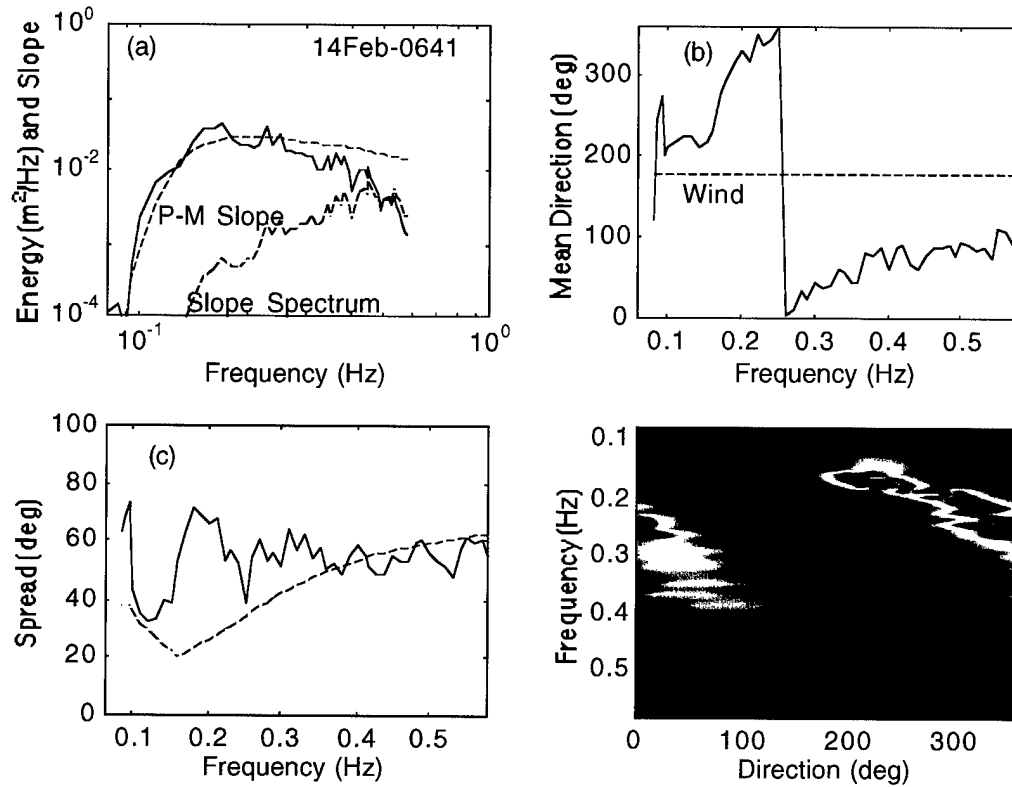 (a)
14Feb-0641
10^0
10^-2
10^-4
Energy (m^2/Hz) and Slope
P-M Slope
Slope Spectrum
10^-1
10^0
Frequency (Hz)
(b)
300
200
100
0
Mean Direction (deg)
Wind
0.1 0.2 0.3 0.4 0.5
Frequency (Hz)
(c)
100
80
60
40
20
0
Spread (deg)
0.1 0.2 0.3 0.4 0.5
Frequency (Hz)
0.1
0.2
0.3
0.4
0.5
Frequency (Hz)
0 100 200 300
Direction (deg)